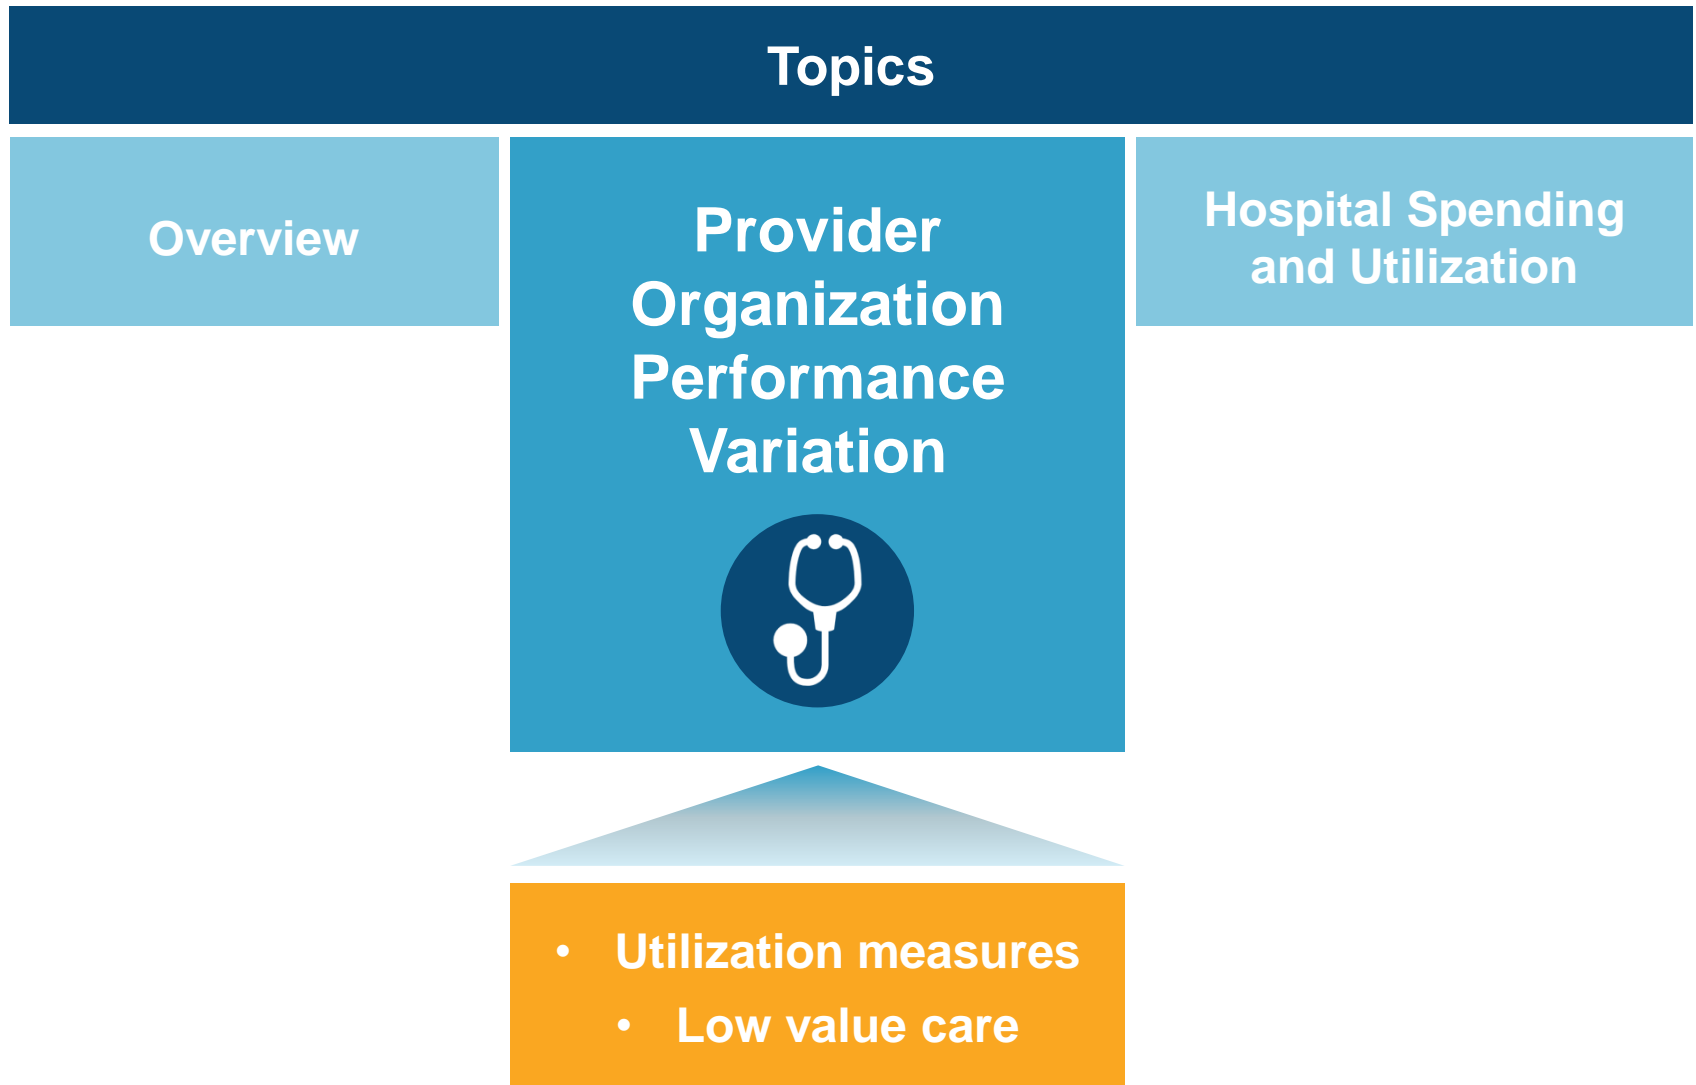 Topics
Overview
Provider
Organization
Performance
Variation
Hospital Spending
and Utilization
• Utilization measures
• Low value care